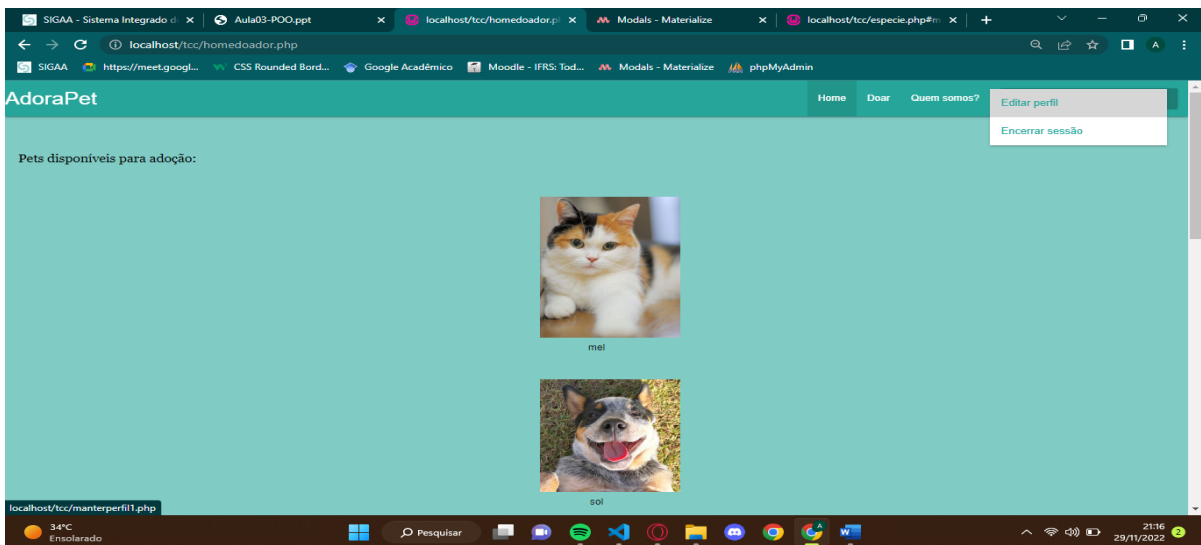 SIGAA - Sistema Integrado d
Aula03-POO.ppt
localhost/tcc/homedoador.p
Modals - Materialize
localhost/tcc/especie.php#m
localhost/tcc/homedoador.php
A
SIGAA
https://meet.googl...
CSS Rounded Bord...
Google Acadêmico
Moodle - IFRS: Tod...
Modals - Materialize
phpMyAdmin
AdoraPet
Home
Doar
Quem somos?
Editar perfil
Encerrar sessão
Pets disponíveis para adoção:
mel
sol
localhost/tcc/manterperfil1.php
34°C
Ensolarado
Pesquisar
21:16
29/11/2022
2